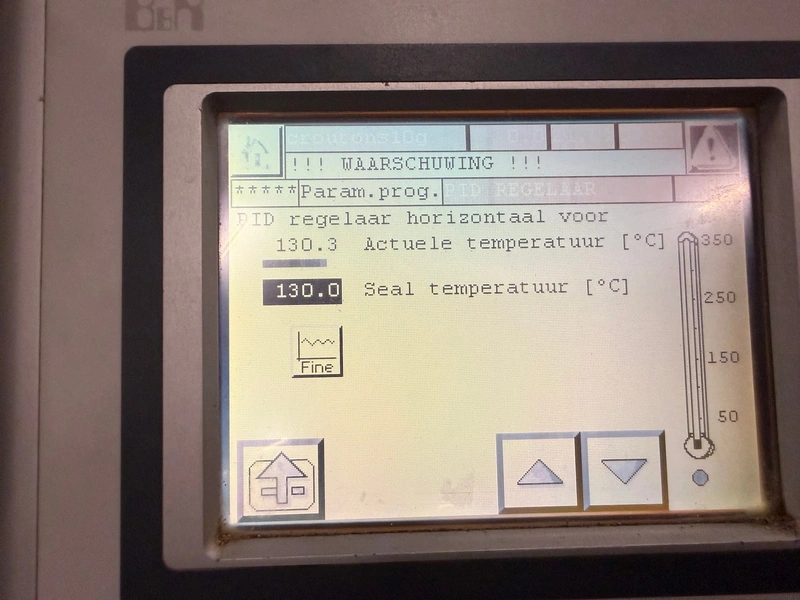 croutons10g
!!! WAARSCHUWING !!!
***** Param.prog. PID REGELAAR
PID regelaar horizontaal voor
130.3 Actuele temperatuur [°C]
130.0 Seal temperatuur [°C]
Fine
350
250
150
50